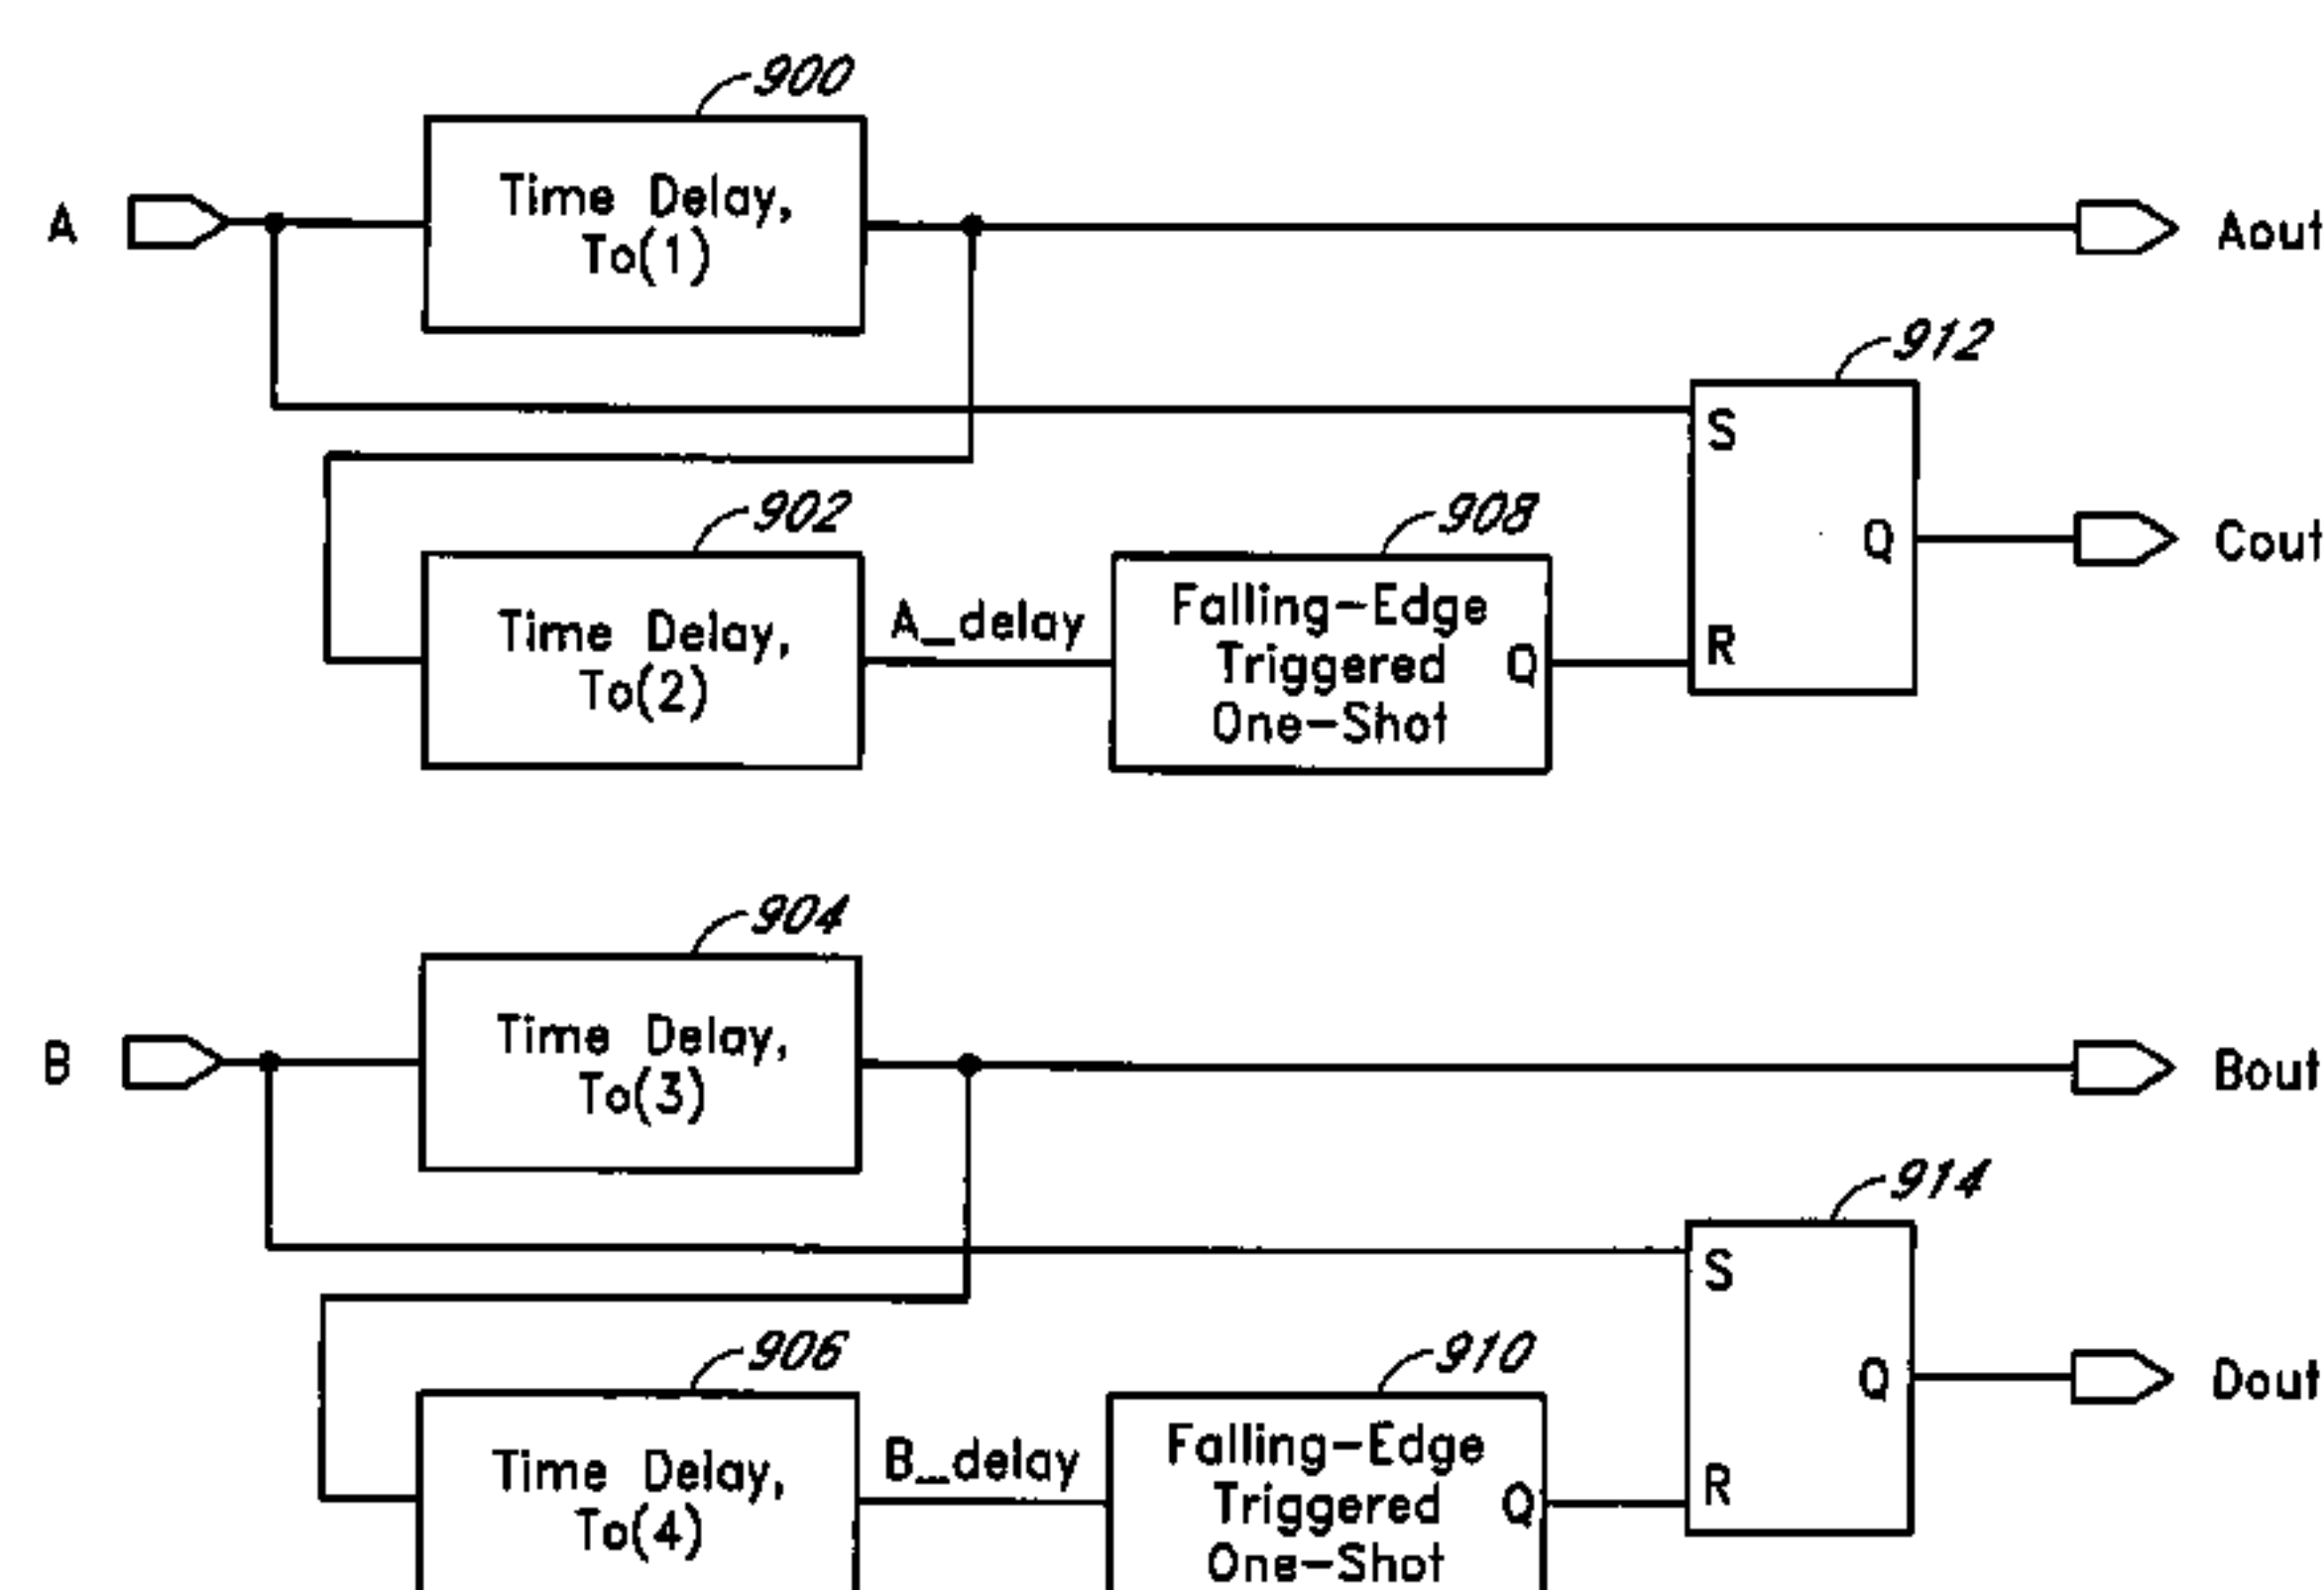 900
Time Delay,
To(1)
A
Aout
912
S
902
908
Q
Cout
Time Delay,
To(2)
A_delay
Falling-Edge
Triggered
One-Shot
Q
R
904
Time Delay,
To(3)
B
Bout
914
S
906
910
Q
Dout
Time Delay,
To(4)
B_delay
Falling-Edge
Triggered
One-Shot
Q
R